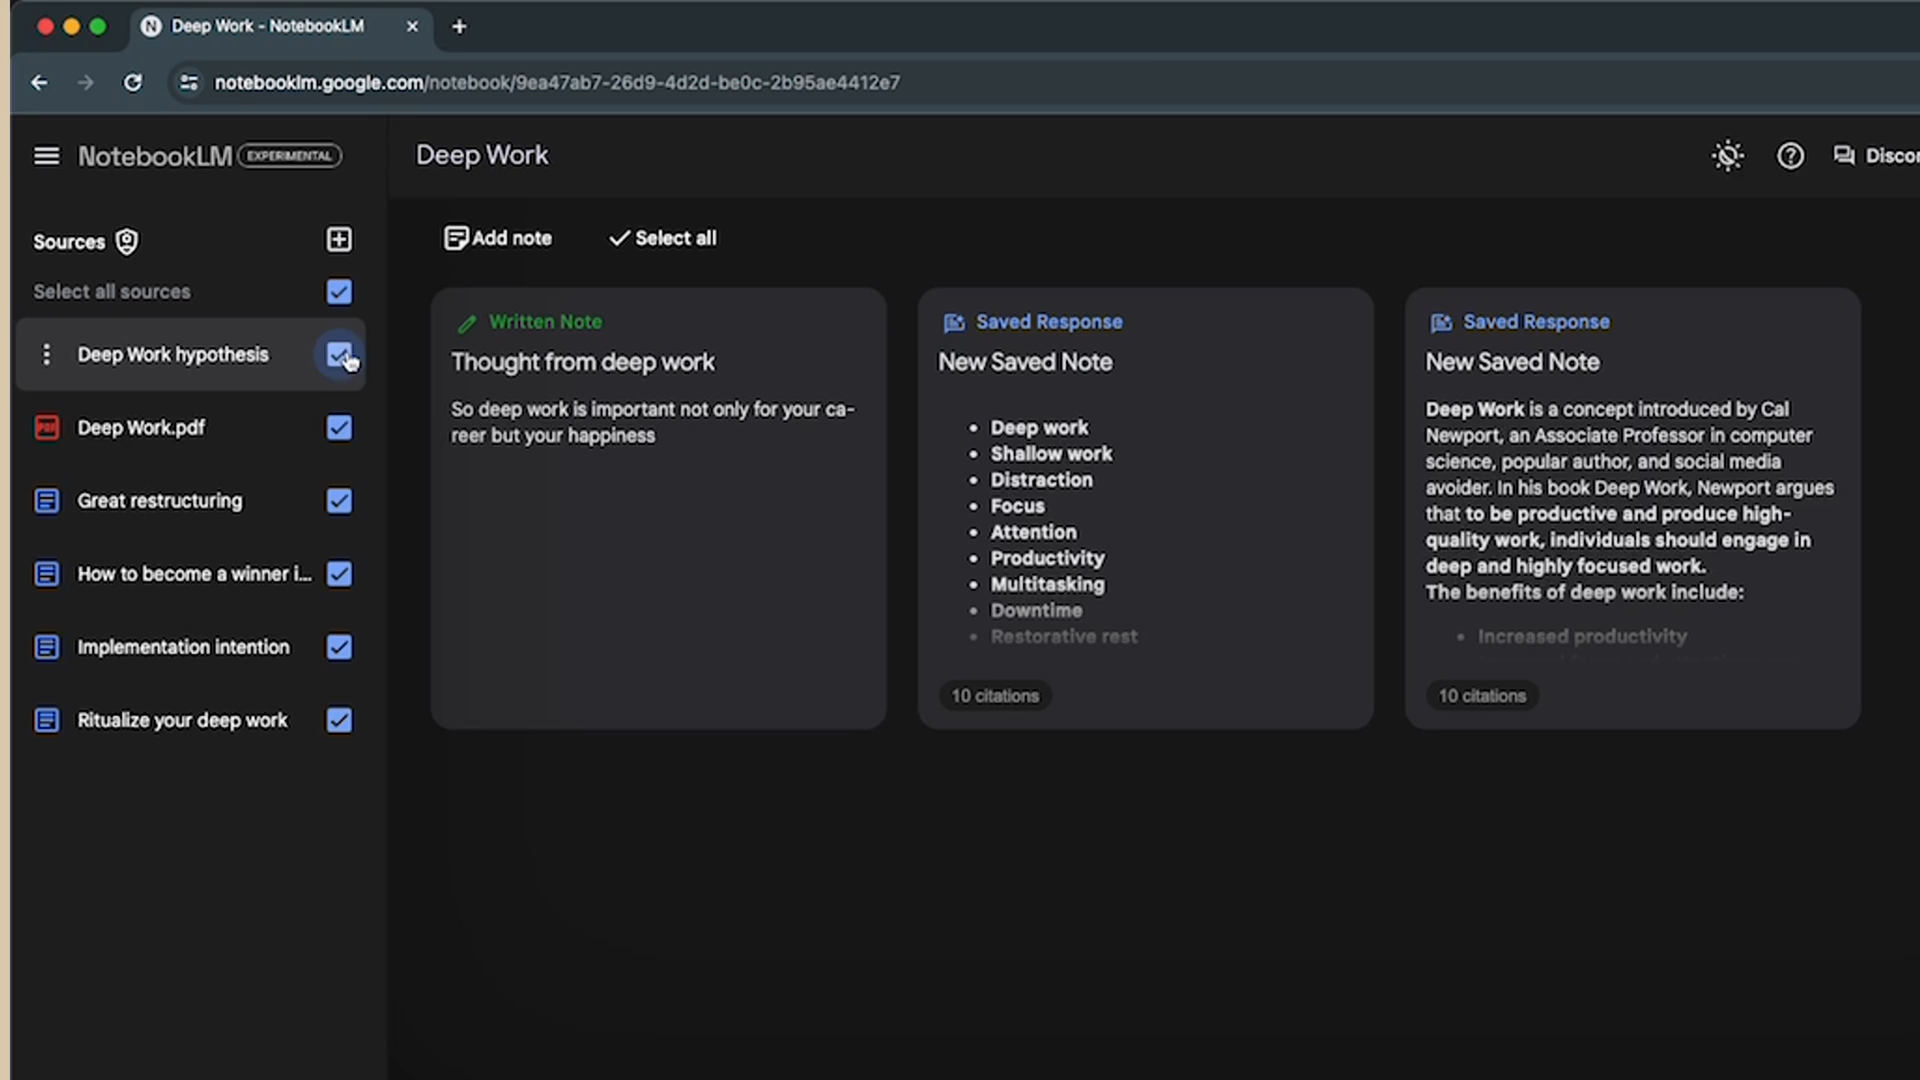 Deep Work - NotebookLM
notebooklm.google.com/notebook/9ea47ab7-26d9-4d2d-be0c-2b95ae4412e7
NotebookLM EXPERIMENTAL
Deep Work
Discor
Sources
Select all sources
Deep Work hypothesis
PDF Deep Work.pdf
Great restructuring
How to become a winner i...
Implementation intention
Ritualize your deep work
Add note
Select all
Written Note
Thought from deep work
So deep work is important not only for your ca-
reer but your happiness
Saved Response
New Saved Note
• Deep work
• Shallow work
• Distraction
• Focus
• Attention
• Productivity
• Multitasking
• Downtime
• Restorative rest
10 citations
Saved Response
New Saved Note
Deep Work is a concept introduced by Cal
Newport, an Associate Professor in computer
science, popular author, and social media
avoider. In his book Deep Work, Newport argues
that to be productive and produce high-
quality work, individuals should engage in
deep and highly focused work.
The benefits of deep work include:
• Increased productivity
10 citations